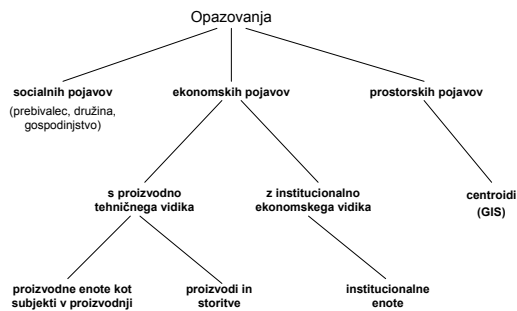 Opazovanja
socialnih pojavov
(prebivalec, družina,
gospodinjstvo)
ekonomskih pojavov
prostorskih pojavov
s proizvodno
tehničnega vidika
z institucionalno
ekonomskega vidika
centroidi
(GIS)
proizvodne enote kot
subjekti v proizvodnji
proizvodi in
storitve
institucionalne
enote